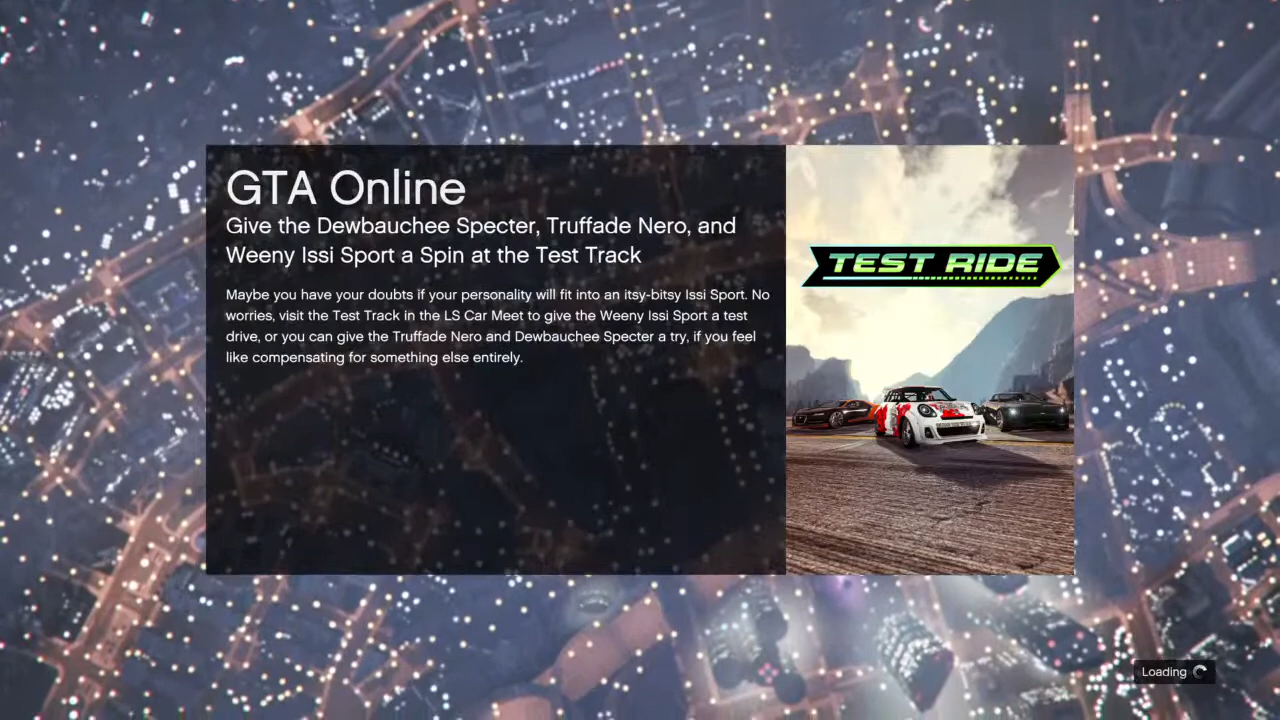 GTA Online
Give the Dewbauchee Specter, Truffade Nero, and
Weeny Issi Sport a Spin at the Test Track
Maybe you have your doubts if your personality will fit into an itsy-bitsy Issi Sport. No
worries, visit the Test Track in the LS Car Meet to give the Weeny Issi Sport a test
drive, or you can give the Truffade Nero and Dewbauchee Specter a try, if you feel
like compensating for something else entirely.
TEST RIDE
Loading